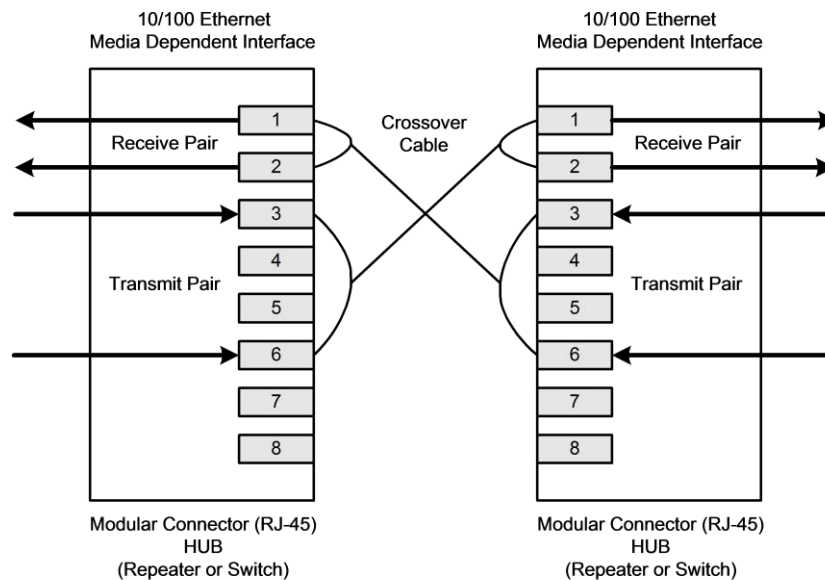 10/100 Ethernet
Media Dependent Interface
10/100 Ethernet
Media Dependent Interface
1
Receive Pair
2
3
4
Transmit Pair
5
6
7
8
Crossover
Cable
1
Receive Pair
2
3
4
Transmit Pair
5
6
7
8
Modular Connector (RJ-45)
HUB
(Repeater or Switch)
Modular Connector (RJ-45)
HUB
(Repeater or Switch)